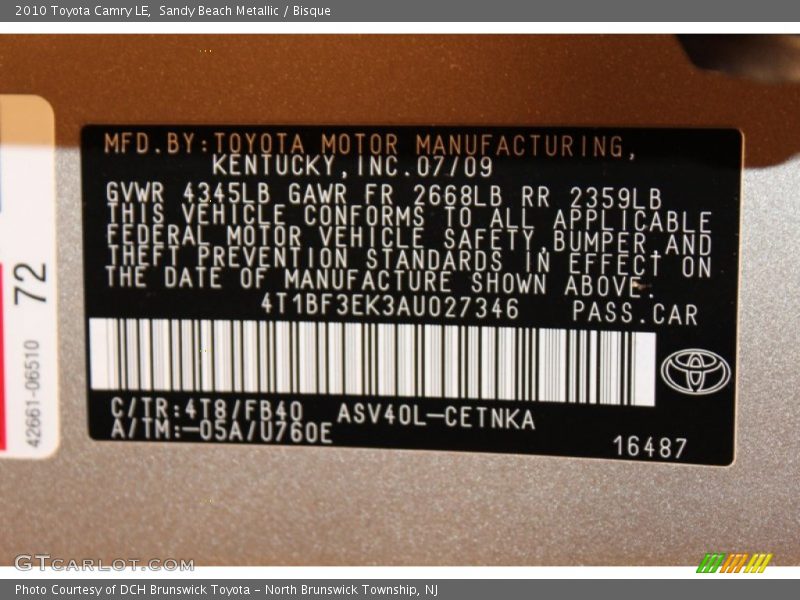 2010 Toyota Camry LE, Sandy Beach Metallic / Bisque
MFD.BY:TOYOTA MOTOR MANUFACTURING,
KENTUCKY,INC.07/09
GVWR 4345LB GAWR FR 2668LB RR 2359LB
THIS VEHICLE CONFORMS TO ALL APPLICABLE
FEDERAL MOTOR VEHICLE SAFETY,BUMPER,AND
THEFT PREVENTION STANDARDS IN EFFECT ON
THE DATE OF MANUFACTURE SHOWN ABOVE.
4T1BF3EK3AU027346 PASS.CAR
C/TR:4T8/FB40 ASV40L-CETNKA
A/TM:-05A/U760E
16487
72
42661-06510
GTCARLOT.COM
Photo Courtesy of DCH Brunswick Toyota - North Brunswick Township, NJ